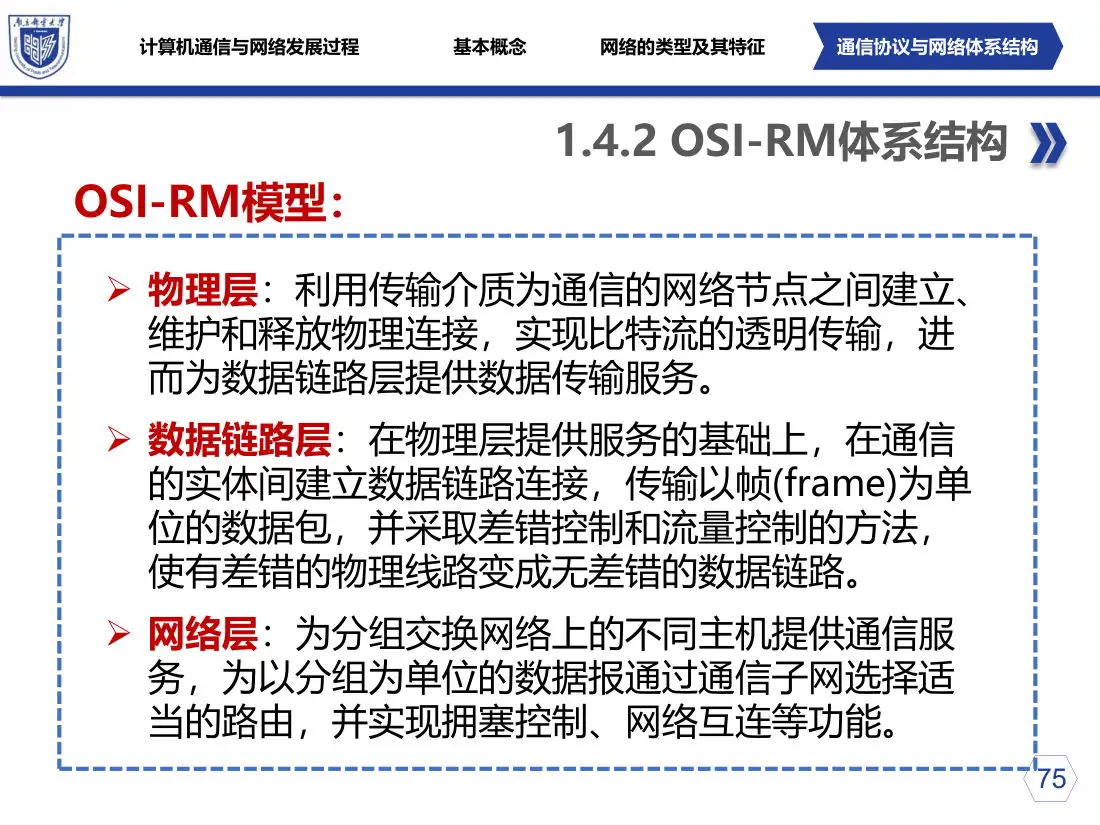 计算机通信与网络发展过程
基本概念
网络的类型及其特征
通信协议与网络体系结构
1.4.2 OSI-RM体系结构
OSI-RM模型：
物理层：利用传输介质为通信的网络节点之间建立、
维护和释放物理连接，实现比特流的透明传输，进
而为数据链路层提供数据传输服务。
数据链路层：在物理层提供服务的基础上，在通信
的实体间建立数据链路连接，传输以帧(frame)为单
位的数据包，并采取差错控制和流量控制的方法，
使有差错的物理线路变成无差错的数据链路。
网络层：为分组交换网络上的不同主机提供通信服
务，为以分组为单位的数据报通过通信子网选择适
当的路由，并实现拥塞控制、网络互连等功能。
75